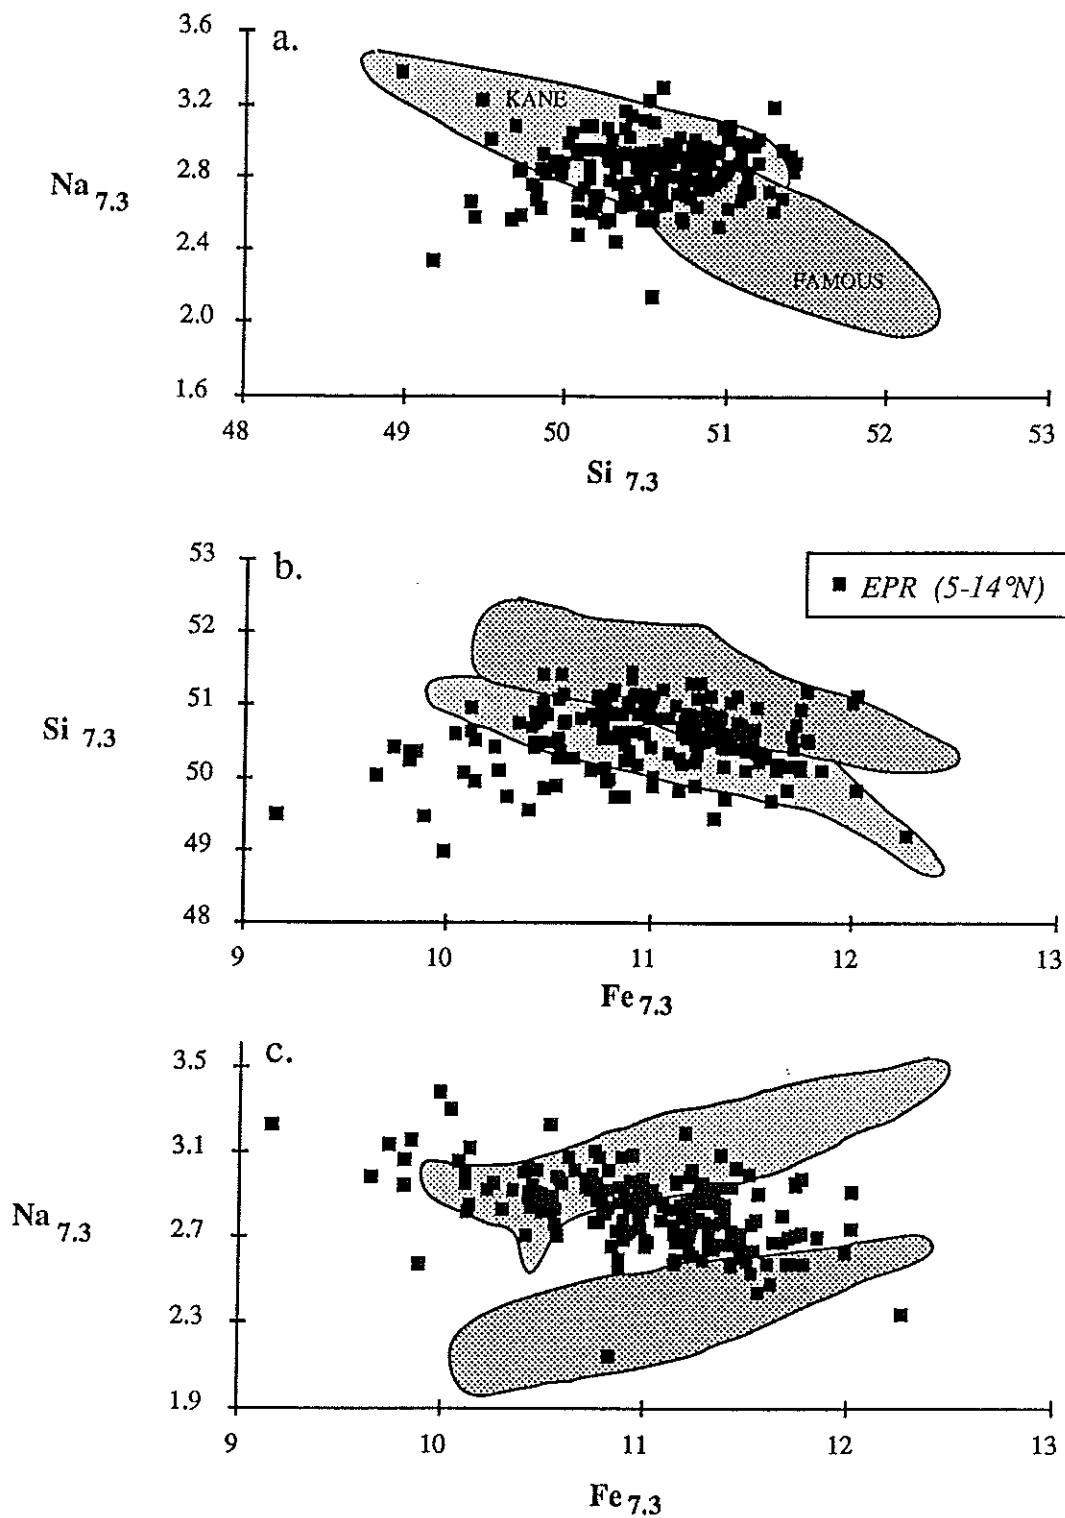 a.
3.6
3.2
2.8
2.4
2.0
1.6
Na 7.3
KANE
FAMOUS
48 49 50 51 52 53
Si 7.3
b.
53
52
51
50
49
48
Si 7.3
EPR (5-14°N)
9 10 11 12 13
Fe 7.3
c.
3.5
3.1
2.7
2.3
1.9
Na 7.3
9 10 11 12 13
Fe 7.3